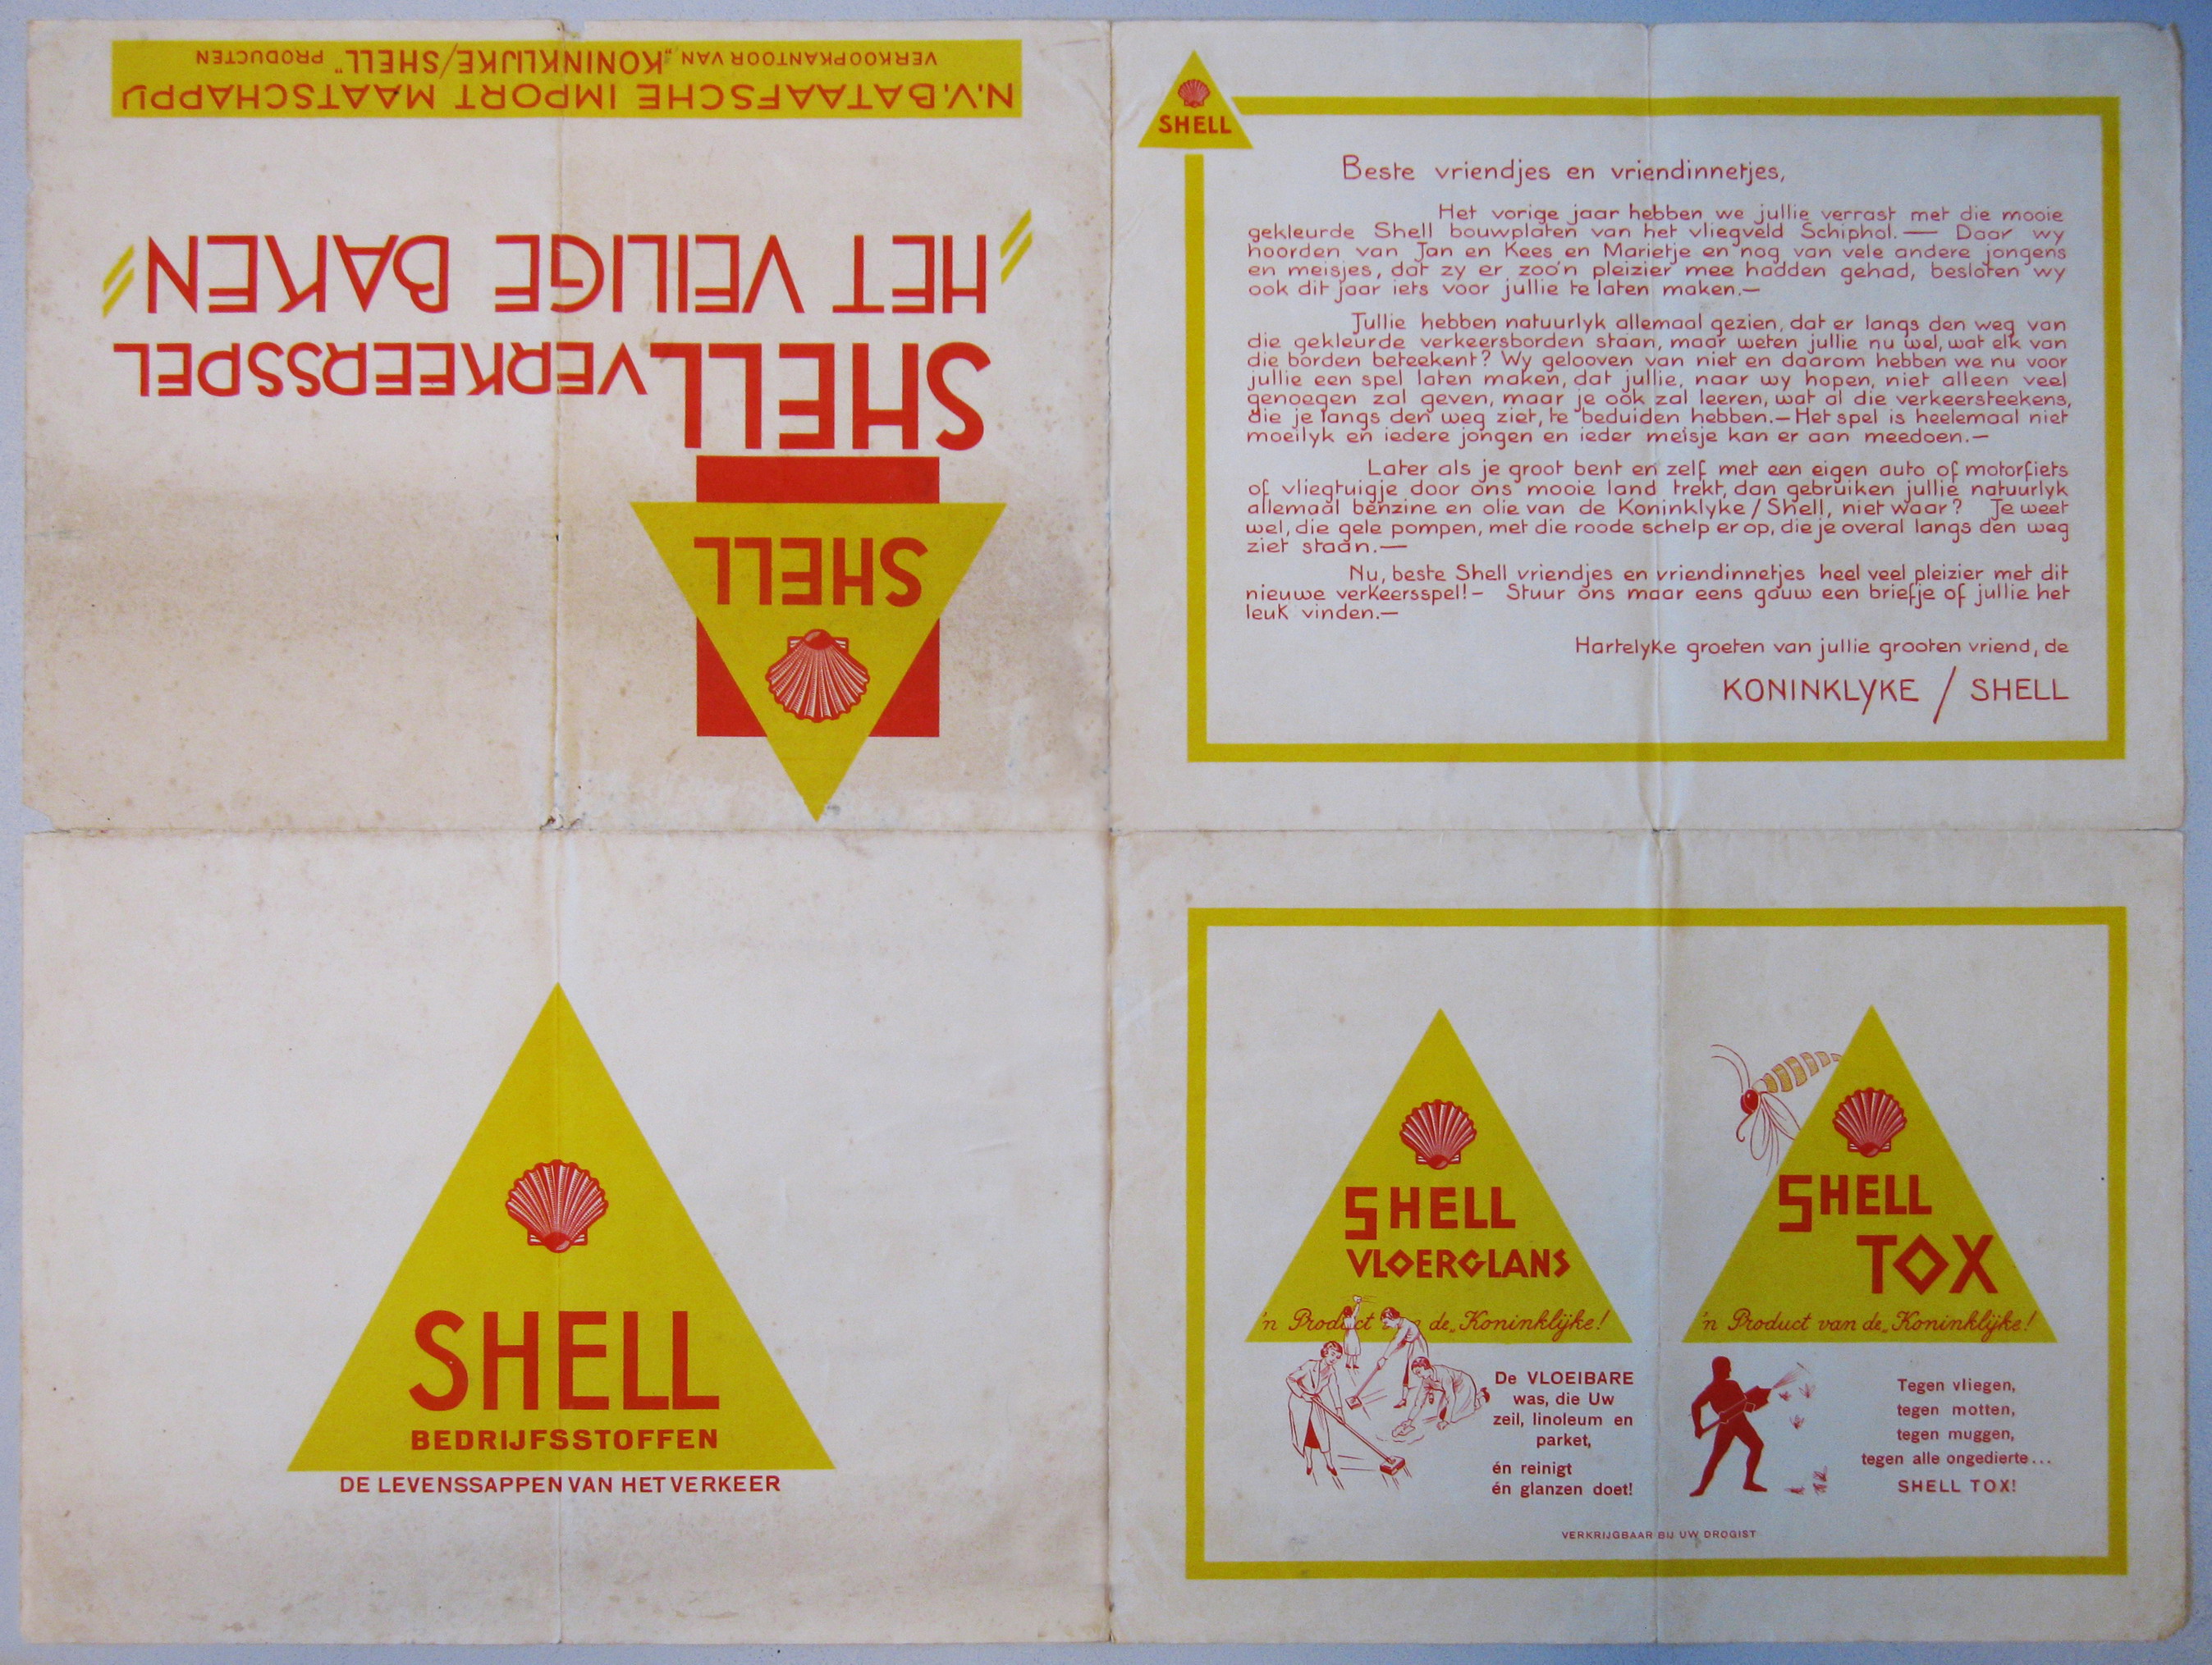 SHELL
SHELL VERKEERSSPEL
"HET VEILIGE BAKEN"
N.V. BATAAFSCHE IMPORT MAATSCHAPPIJ
VERKOOPKANTOOR VAN „KONINKLIJKE/SHELL" PRODUCTEN
SHELL
Beste vriendjes en vriendinnetjes,
Het vorige jaar hebben we jullie verrast met die mooie
gekleurde Shell bouwplaten van het vliegveld Schiphol.— Daar wy
hoorden van Jan en Kees en Marietje en nog van vele andere jongens
en meisjes, dat zy er zoo'n pleizier mee hadden gehad, besloten wy
ook dit jaar iets voor jullie te laten maken.—
Jullie hebben natuurlyk allemaal gezien, dat er langs den weg van
die gekleurde verkeersborden staan, maar weten jullie nu wel, wat elk van
die borden beteekent? Wy gelooven van niet en daarom hebben we nu voor
jullie een spel laten maken, dat jullie, naar wy hopen, niet alleen veel
genoegen zal geven, maar je ook zal leeren, wat al die verkeersteekens,
die je langs den weg ziet, te beduiden hebben.— Het spel is heelemaal niet
moeilyk en iedere jongen en ieder meisje kan er aan meedoen.—
Later als je groot bent en zelf met een eigen auto of motorfiets
of vliegtuigje door ons mooie land trekt, dan gebruiken jullie natuurlyk
allemaal benzine en olie van de Koninklyke / Shell, niet waar? Je weet
wel, die gele pompen, met die roode schelp er op, die je overal langs den weg
ziet staan.—
Nu, beste Shell vriendjes en vriendinnetjes heel veel pleizier met dit
nieuwe verkeersspel!— Stuur ons maar eens gauw een briefje of jullie het
leuk vinden.—
Hartelyke groeten van jullie grooten vriend, de
KONINKLYKE / SHELL
SHELL
BEDRIJFSSTOFFEN
DE LEVENSSAPPEN VAN HET VERKEER
SHELL
VLOERGLANS
'n Product de „Koninklijke!
De VLOEIBARE
was, die Uw
zeil, linoleum en
parket,
én reinigt
én glanzen doet!
SHELL
TOX
'n Product van de „Koninklijke!
Tegen vliegen,
tegen motten,
tegen muggen,
tegen alle ongedierte...
SHELL TOX!
VERKRIJGBAAR BIJ UW DROGIST